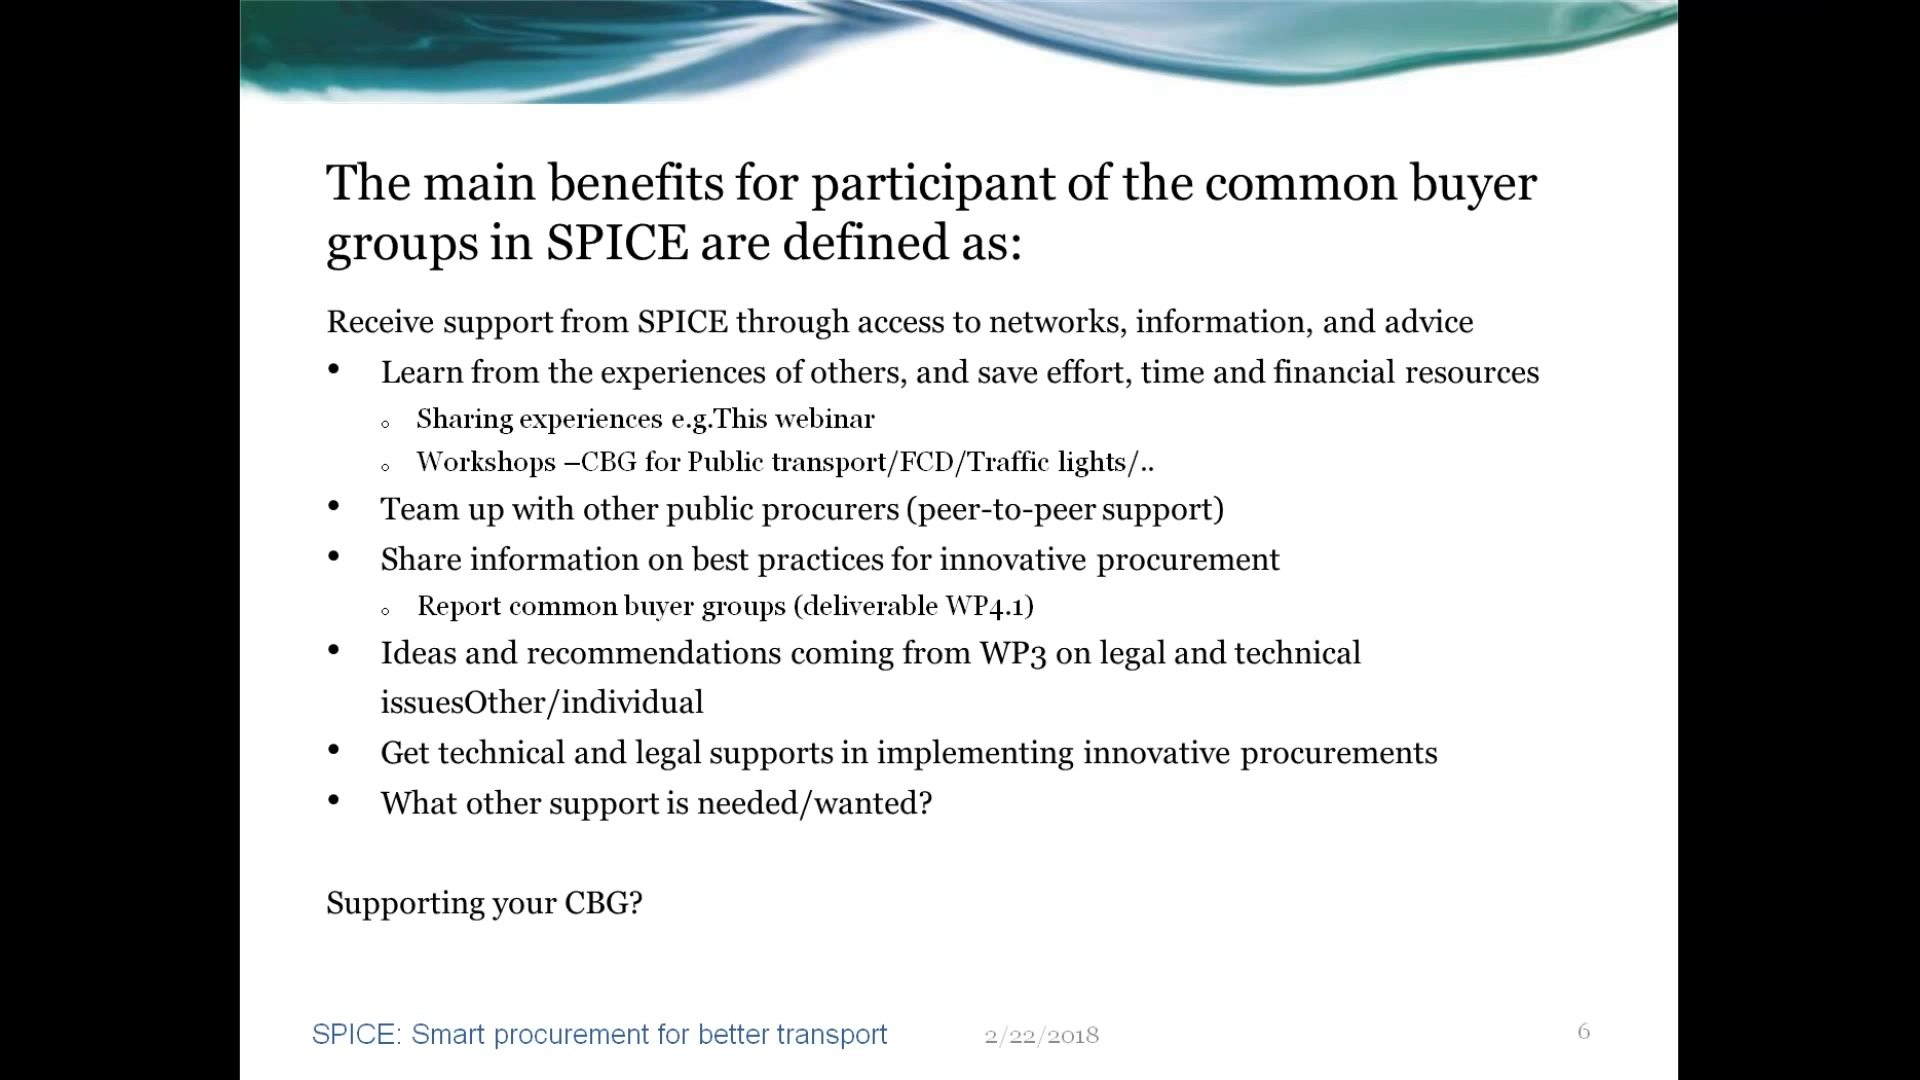 The main benefits for participant of the common buyer
groups in SPICE are defined as:
Receive support from SPICE through access to networks, information, and advice
• Learn from the experiences of others, and save effort, time and financial resources
o Sharing experiences e.g.This webinar
o Workshops –CBG for Public transport/FCD/Traffic lights/..
• Team up with other public procurers (peer-to-peer support)
• Share information on best practices for innovative procurement
o Report common buyer groups (deliverable WP4.1)
• Ideas and recommendations coming from WP3 on legal and technical
issuesOther/individual
• Get technical and legal supports in implementing innovative procurements
• What other support is needed/wanted?
Supporting your CBG?
SPICE: Smart procurement for better transport 2/22/2018 6